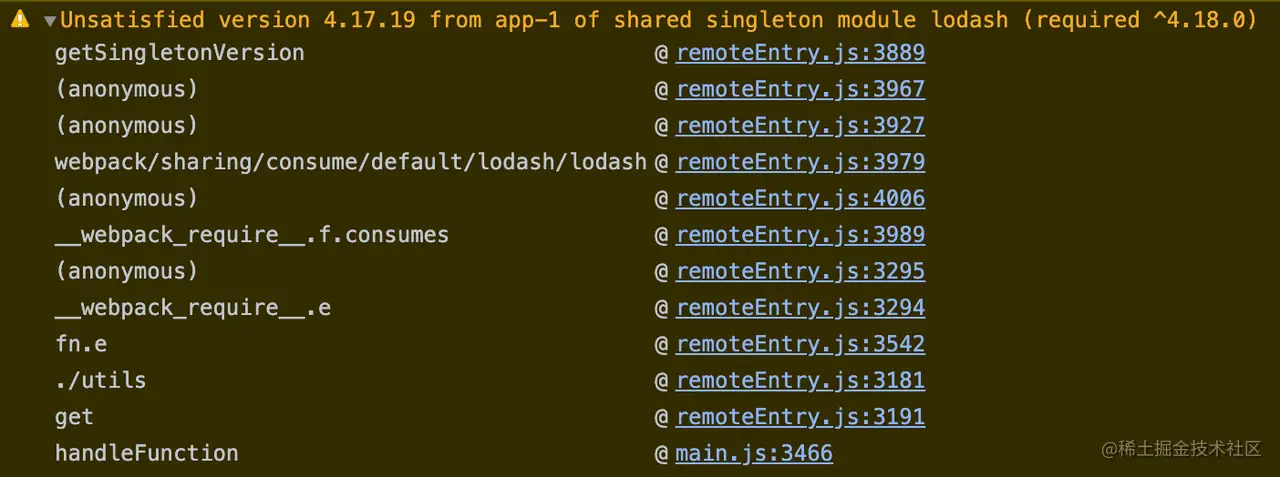 ⚠ ▼Unsatisfied version 4.17.19 from app-1 of shared singleton module lodash (required ^4.18.0)
getSingletonVersion @ remoteEntry.js:3889
(anonymous) @ remoteEntry.js:3967
(anonymous) @ remoteEntry.js:3927
webpack/sharing/consume/default/lodash/lodash @ remoteEntry.js:3979
(anonymous) @ remoteEntry.js:4006
__webpack_require__.f.consumes @ remoteEntry.js:3989
(anonymous) @ remoteEntry.js:3295
__webpack_require__.e @ remoteEntry.js:3294
fn.e @ remoteEntry.js:3542
./utils @ remoteEntry.js:3181
get @ remoteEntry.js:3191
handleFunction @ main.js:3466
@稀土掘金技术社区